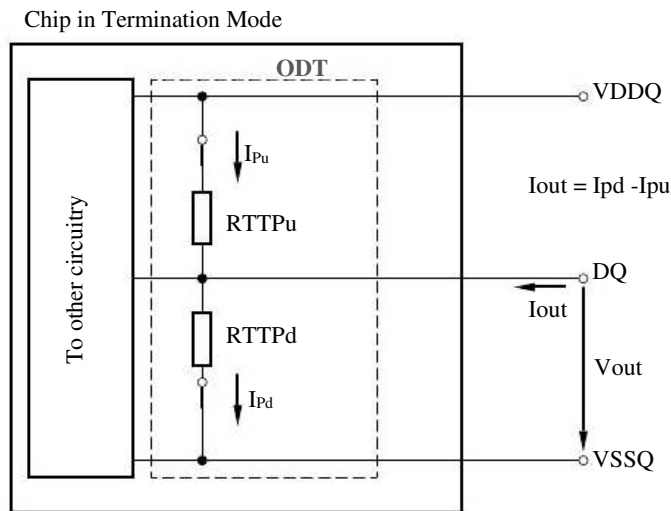 Chip in Termination Mode
ODT
VDDQ
IPu
Iout = Ipd -Ipu
RTTPu
To other circuitry
DQ
Iout
RTTPd
Vout
IPd
VSSQ